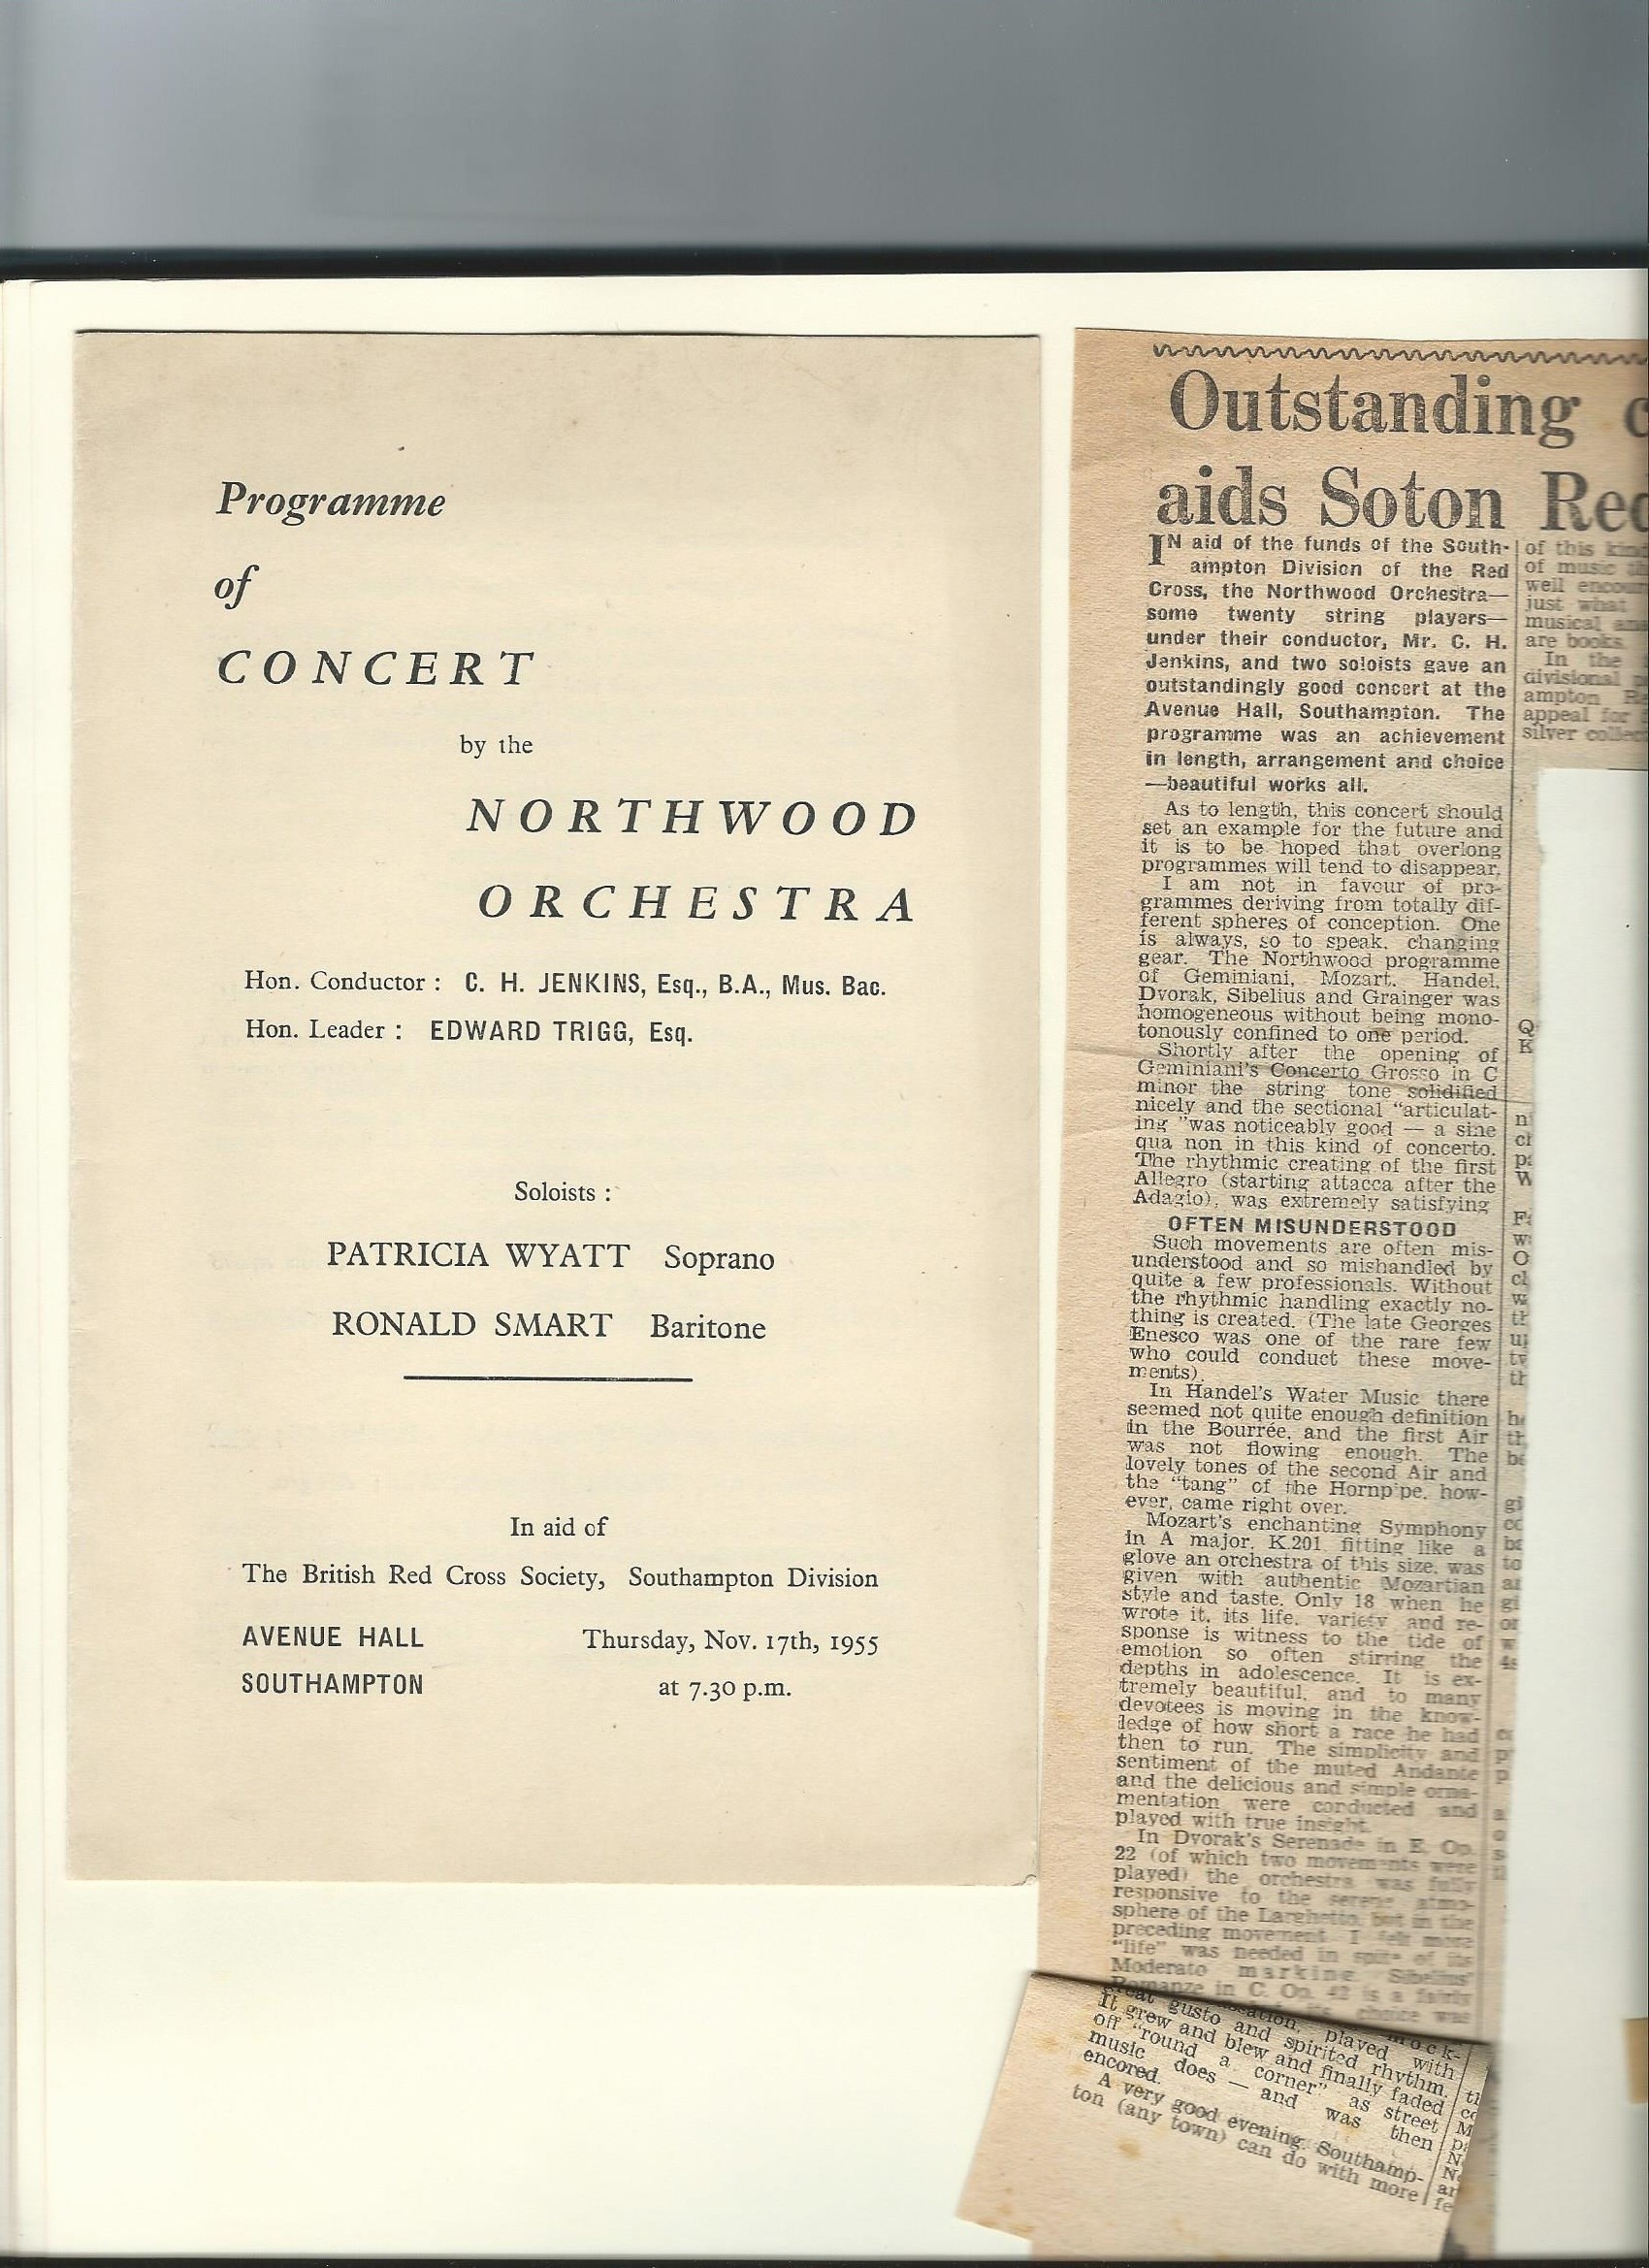 Programme
of
CONCERT
by the
NORTHWOOD
ORCHESTRA
Hon. Conductor : C. H. JENKINS, Esq., B.A., Mus. Bac.
Hon. Leader : EDWARD TRIGG, Esq.
Soloists :
PATRICIA WYATT Soprano
RONALD SMART Baritone
In aid of
The British Red Cross Society, Southampton Division
AVENUE HALL
SOUTHAMPTON
Thursday, Nov. 17th, 1955
at 7.30 p.m.
Outstanding
aids Soton Red
IN aid of the funds of the South-
ampton Division of the Red
Cross, the Northwood Orchestra—
some twenty string players—
under their conductor, Mr. C. H.
Jenkins, and two soloists gave an
outstandingly good concert at the
Avenue Hall, Southampton. The
programme was an achievement
in length, arrangement and choice
—beautiful works all.
As to length, this concert should
set an example for the future and
it is to be hoped that overlong
programmes will tend to disappear.
I am not in favour of pro-
grammes deriving from totally dif-
ferent spheres of conception. One
is always, so to speak, changing
gear. The Northwood programme
of Geminiani, Mozart, Handel,
Dvorak, Sibelius and Grainger was
homogeneous without being mono-
tonously confined to one period.
Shortly after the opening of
Geminiani's Concerto Grosso in C
minor the string tone solidified
nicely and the sectional "articulat-
ing "was noticeably good — a sine
qua non in this kind of concerto.
The rhythmic creating of the first
Allegro (starting attacca after the
Adagio), was extremely satisfying
OFTEN MISUNDERSTOOD
Such movements are often mis-
understood and so mishandled by
quite a few professionals. Without
the rhythmic handling exactly no-
thing is created. (The late Georges
Enesco was one of the rare few
who could conduct these move-
ments).
In Handel's Water Music there
seemed not quite enough definition
in the Bourrée, and the first Air
was not flowing enough. The
lovely tones of the second Air and
the "tang" of the Hornpipe, how-
ever, came right over.
Mozart's enchanting Symphony
in A major, K.201, fitting like a
glove an orchestra of this size, was
given with authentic Mozartian
style and taste. Only 18 when he
wrote it, its life, variety and re-
sponse is witness to the tide of
emotion so often stirring the
depths in adolescence. It is ex-
tremely beautiful, and to many
devotees is moving in the know-
ledge of how short a race he had
then to run. The simplicity and
sentiment of the muted Andante
and the delicious and simple orna-
mentation were conducted and
played with true insight.
In Dvorak's Serenade in E, Op.
22 (of which two movements were
played) the orchestra was fully
responsive to the serene atmo-
sphere of the Larghetto, but in the
preceding movement I felt more
"life" was needed in spite of its
Moderato marking. Sibelius'
Romanze in C, Op. 42 is a fairly
choice was
mock-
played with
great gusto and spirited rhythm.
It grew and blew and finally faded
off "round a corner" as street
music does — and was then
encored.
A very good evening. Southamp-
ton (any town) can do with more
of this kind
of music
well
just what
musical
are books.
In the
divisional
ampton
appeal for
silver